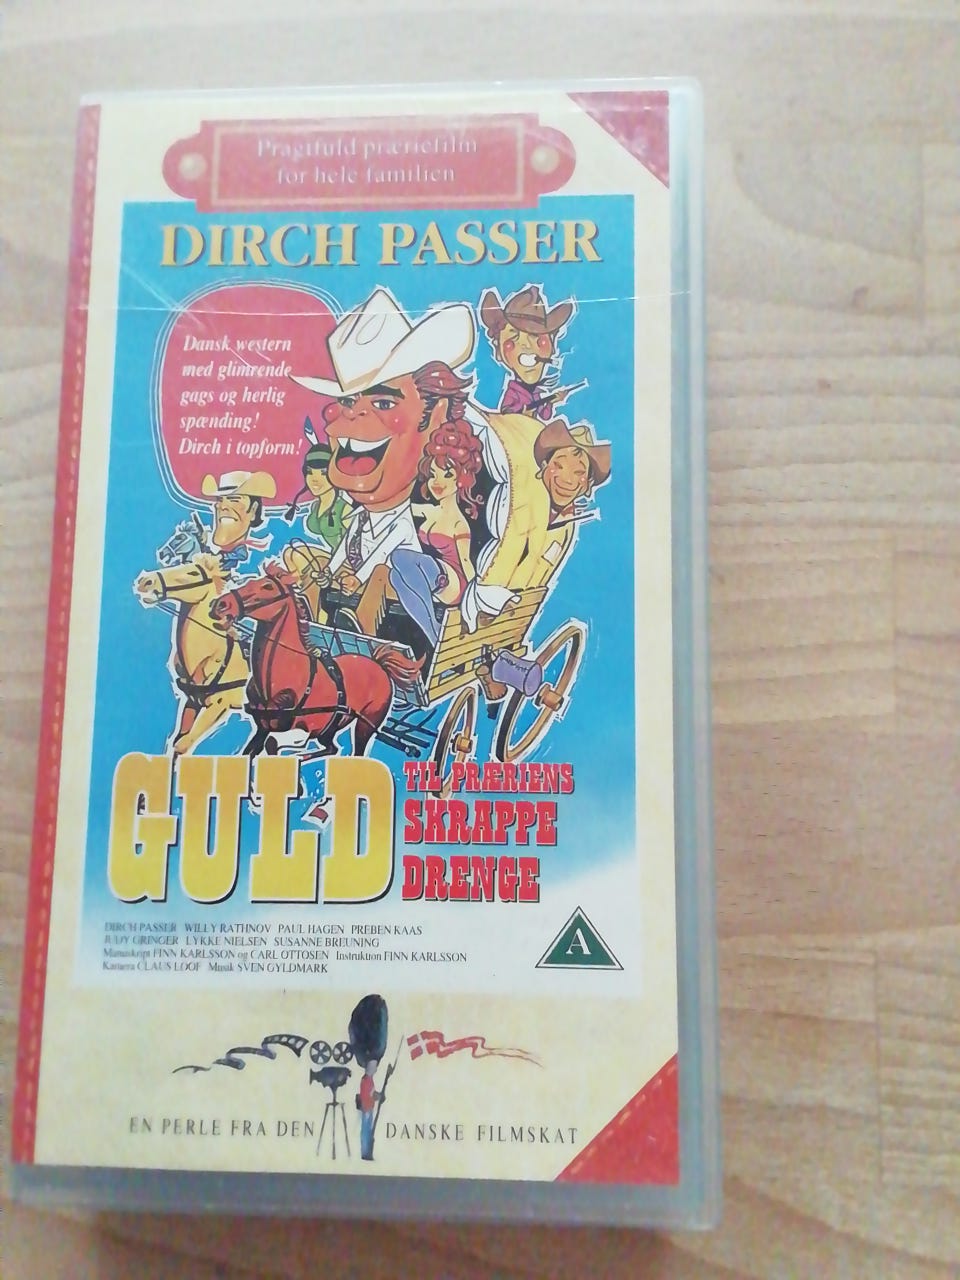 Pragtfuld præriefilm
for hele familien
DIRCH PASSER
Dansk western
med glimrende
gags og herlig
spænding!
Dirch i topform!
GULD
TIL PRÆRIENS
SKRAPPE
DRENGE
DIRCH PASSER WILLY RATHNOV PAUL HAGEN PREBEN KAAS
JUDY GRINGER LYKKE NIELSEN SUSANNE BREUNING
Manuskript FINN KARLSSON og CARL OTTOSEN Instruktion FINN KARLSSON
Kamera CLAUS LOOF Musik SVEN GYLDMARK
A
EN PERLE FRA DEN DANSKE FILMSKAT